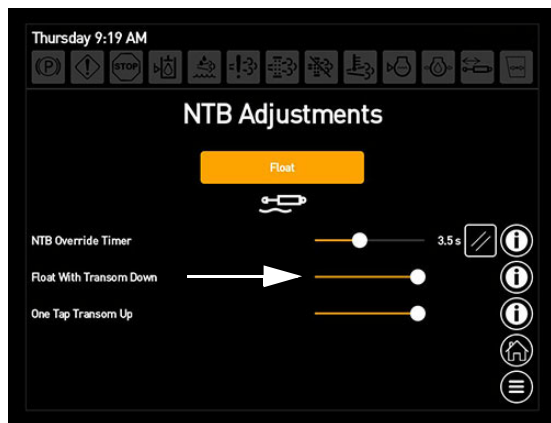 Thursday 9:19 AM
(P)
STOP
NTB Adjustments
Float
NTB Override Timer
3.5 s
Float With Transom Down
One Tap Transom Up